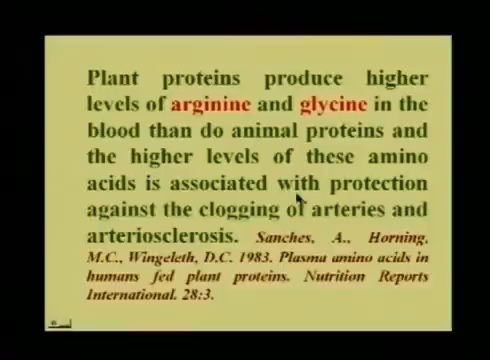 Plant proteins produce higher
levels of arginine and glycine in the
blood than do animal proteins and
the higher levels of these amino
acids is associated with protection
against the clogging of arteries and
arteriosclerosis. Sanches, A., Horning,
M.C., Wingeleth, D.C. 1983. Plasma amino acids in
humans fed plant proteins. Nutrition Reports
International. 28:3.